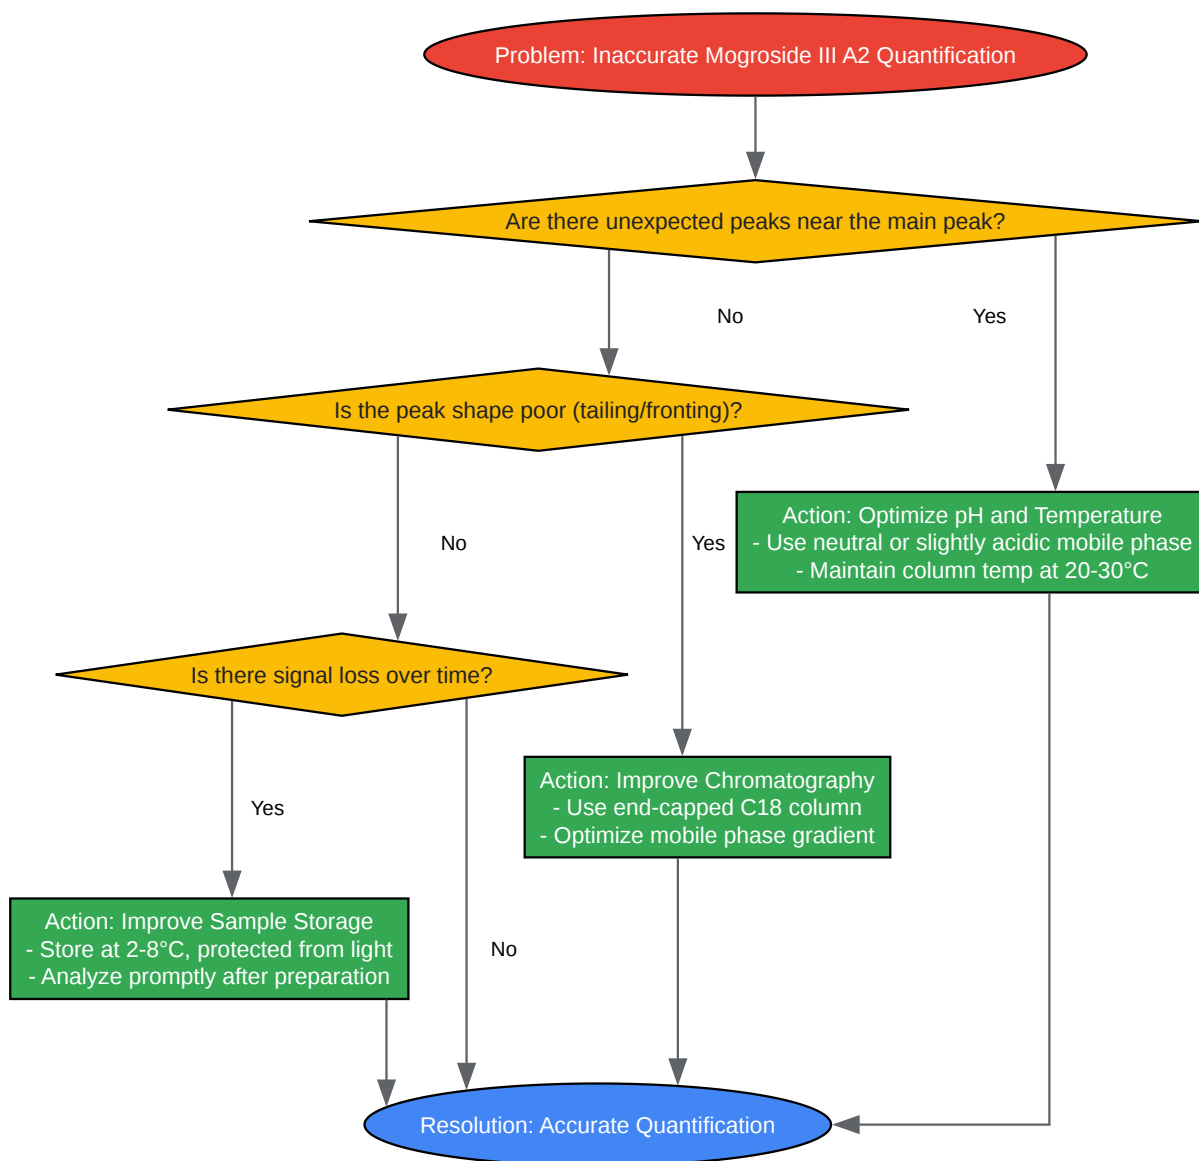 Problem: Inaccurate Mogroside III A2 Quantification
Are there unexpected peaks near the main peak?
No
Yes
Is the peak shape poor (tailing/fronting)?
No
Yes
Action: Optimize pH and Temperature
- Use neutral or slightly acidic mobile phase
- Maintain column temp at 20-30°C
Is there signal loss over time?
Yes
No
Action: Improve Chromatography
- Use end-capped C18 column
- Optimize mobile phase gradient
Action: Improve Sample Storage
- Store at 2-8°C, protected from light
- Analyze promptly after preparation
Resolution: Accurate Quantification